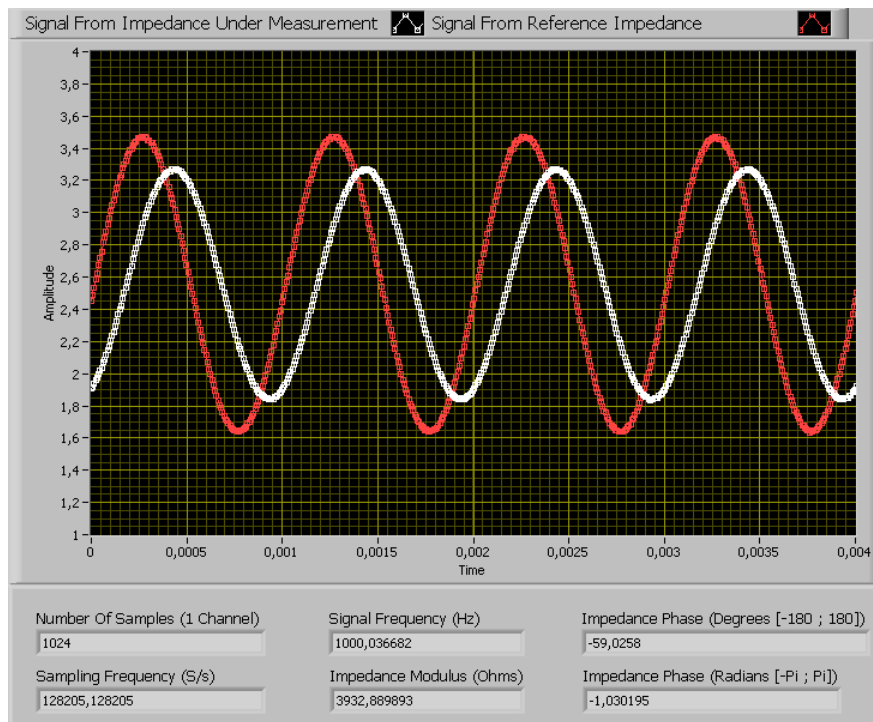 Signal From Impedance Under Measurement Signal From Reference Impedance
4
3,8
3,6
3,4
3,2
3
2,8
2,6
2,4
2,2
2
1,8
1,6
1,4
1,2
1
Amplitude
0 0,0005 0,001 0,0015 0,002 0,0025 0,003 0,0035 0,004
Time
Number Of Samples (1 Channel) Signal Frequency (Hz) Impedance Phase (Degrees [-180 ; 180])
1024 1000,036682 -59,0258
Sampling Frequency (S/s) Impedance Modulus (Ohms) Impedance Phase (Radians [-Pi ; Pi])
128205,128205 3932,889893 -1,030195